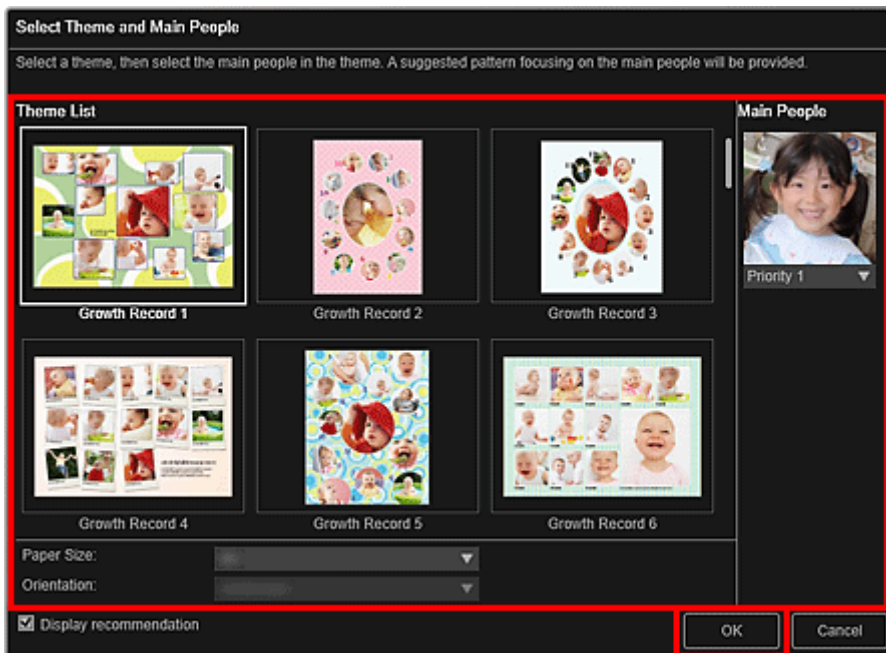 Select Theme and Main People
Select a theme, then select the main people in the theme. A suggested pattern focusing on the main people will be provided.
Theme List
Main People
Growth Record 1
Growth Record 2
Growth Record 3
Priority 1
Growth Record 4
Growth Record 5
Growth Record 6
Paper Size:
Orientation:
Display recommendation
OK
Cancel